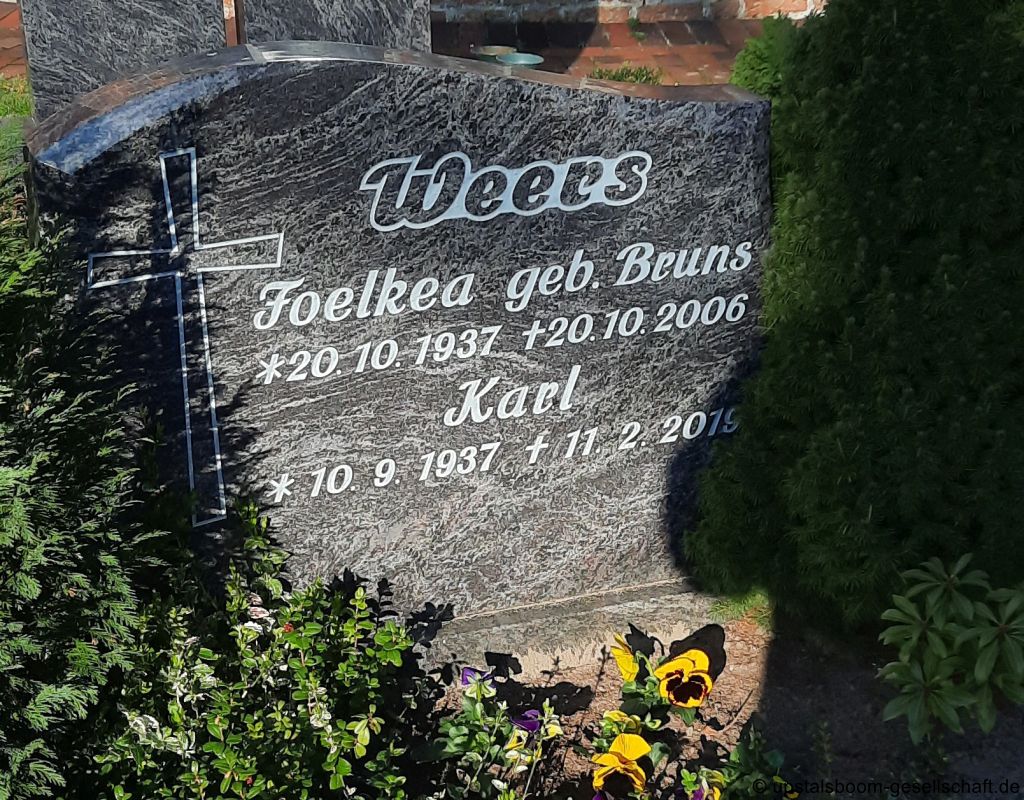 Weers
Foelkea geb. Bruns
*20. 10. 1937 †20. 10. 2006
Karl
* 10. 9. 1937 † 11. 2. 2019
© upstalsboom-gesellschaft.de